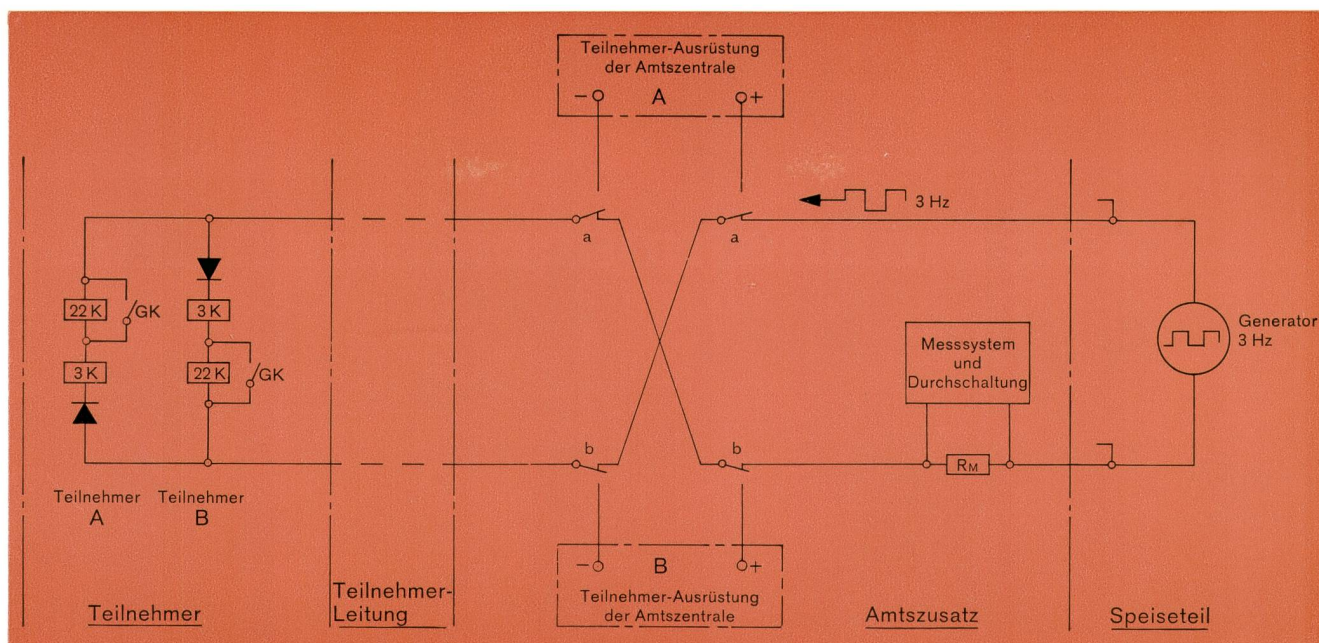 Teilnehmer-Ausrüstung
der Amtszentrale
- A +
3 Hz
a
a
22 K
GK
3 K
3 K
22 K
GK
Generator
3 Hz
Messsystem
und
Durchschaltung
b
b
RM
Teilnehmer
A
Teilnehmer
B
- B +
Teilnehmer-Ausrüstung
der Amtszentrale
Teilnehmer
Teilnehmer-
Leitung
Amtszusatz
Speiseteil